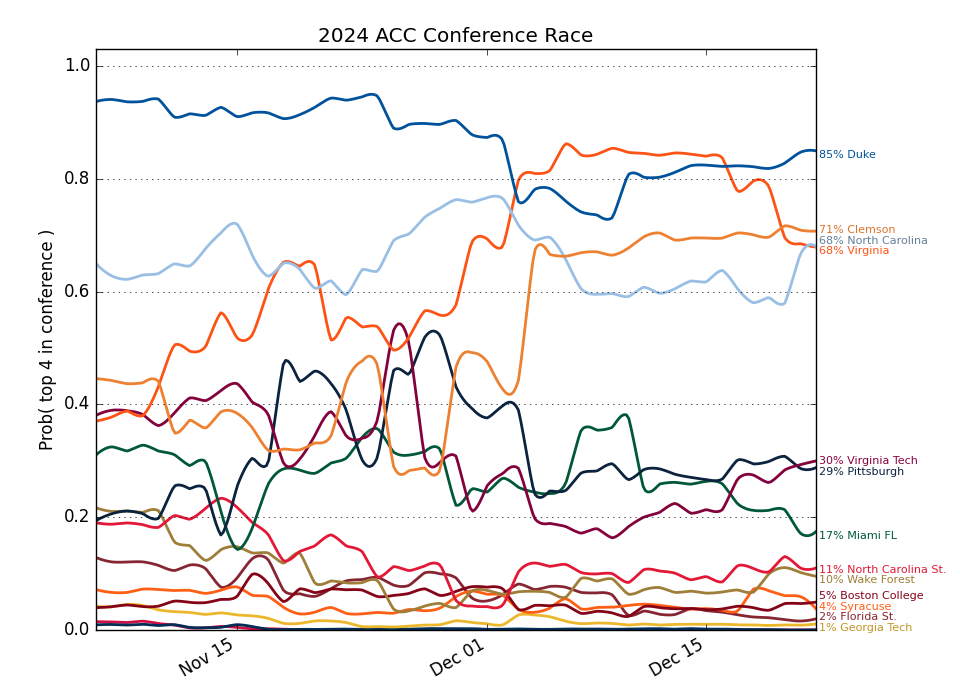 2024 ACC Conference Race
Prob( top 4 in conference )
1.0
0.8
0.6
0.4
0.2
0.0
Nov 15
Dec 01
Dec 15
85% Duke
71% Clemson
68% North Carolina
68% Virginia
30% Virginia Tech
29% Pittsburgh
17% Miami FL
11% North Carolina St.
10% Wake Forest
5% Boston College
4% Syracuse
2% Florida St.
1% Georgia Tech